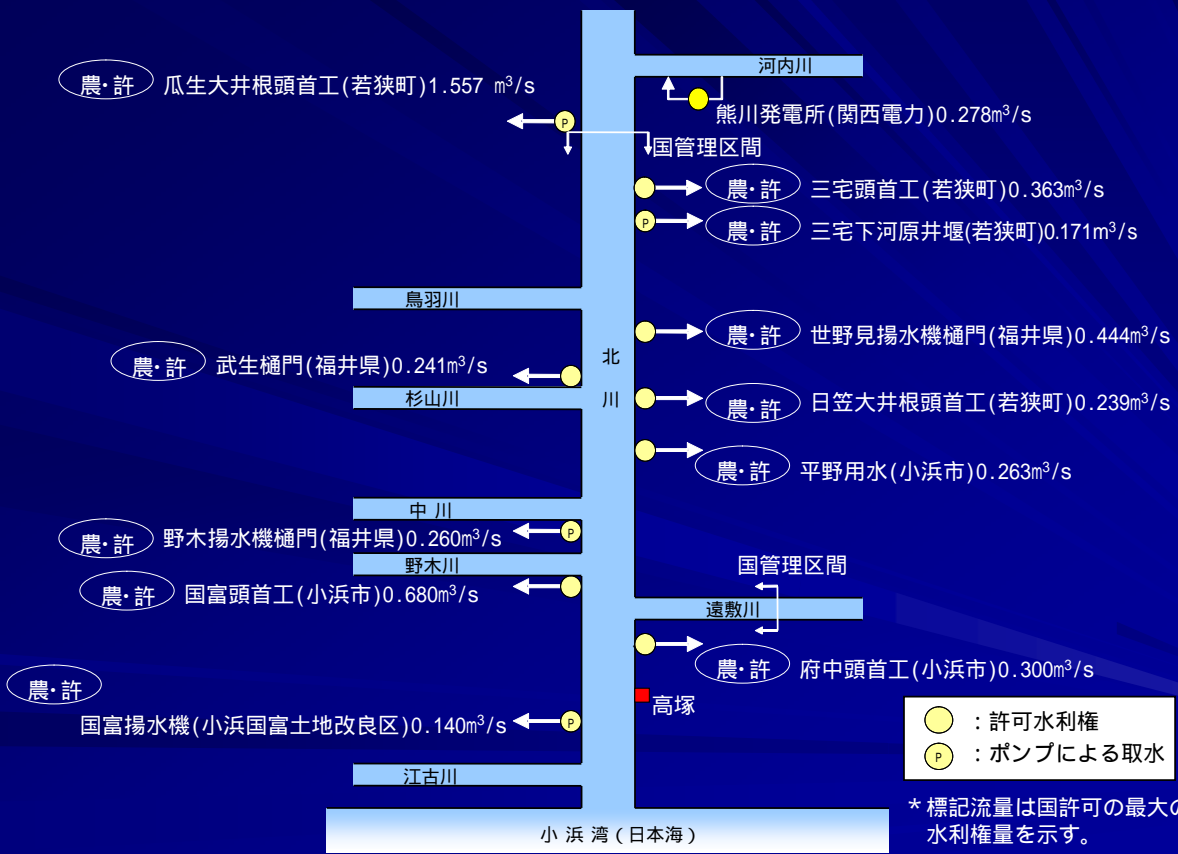 河内川
農・許 瓜生大井根頭首工(若狭町)1.557 m³/s
熊川発電所(関西電力)0.278m³/s
P
国管理区間
農・許 三宅頭首工(若狭町)0.363m³/s
P 農・許 三宅下河原井堰(若狭町)0.171m³/s
鳥羽川
農・許 世野見揚水機樋門(福井県)0.444m³/s
北川
農・許 武生樋門(福井県)0.241m³/s
杉山川
農・許 日笠大井根頭首工(若狭町)0.239m³/s
農・許 平野用水(小浜市)0.263m³/s
中川
農・許 野木揚水機樋門(福井県)0.260m³/s P
野木川
国管理区間
農・許 国富頭首工(小浜市)0.680m³/s
遠敷川
農・許 府中頭首工(小浜市)0.300m³/s
農・許
高塚
国富揚水機(小浜国富土地改良区)0.140m³/s P
江古川
：許可水利権
P ：ポンプによる取水
＊標記流量は国許可の最大の
水利権量を示す。
小浜湾(日本海)